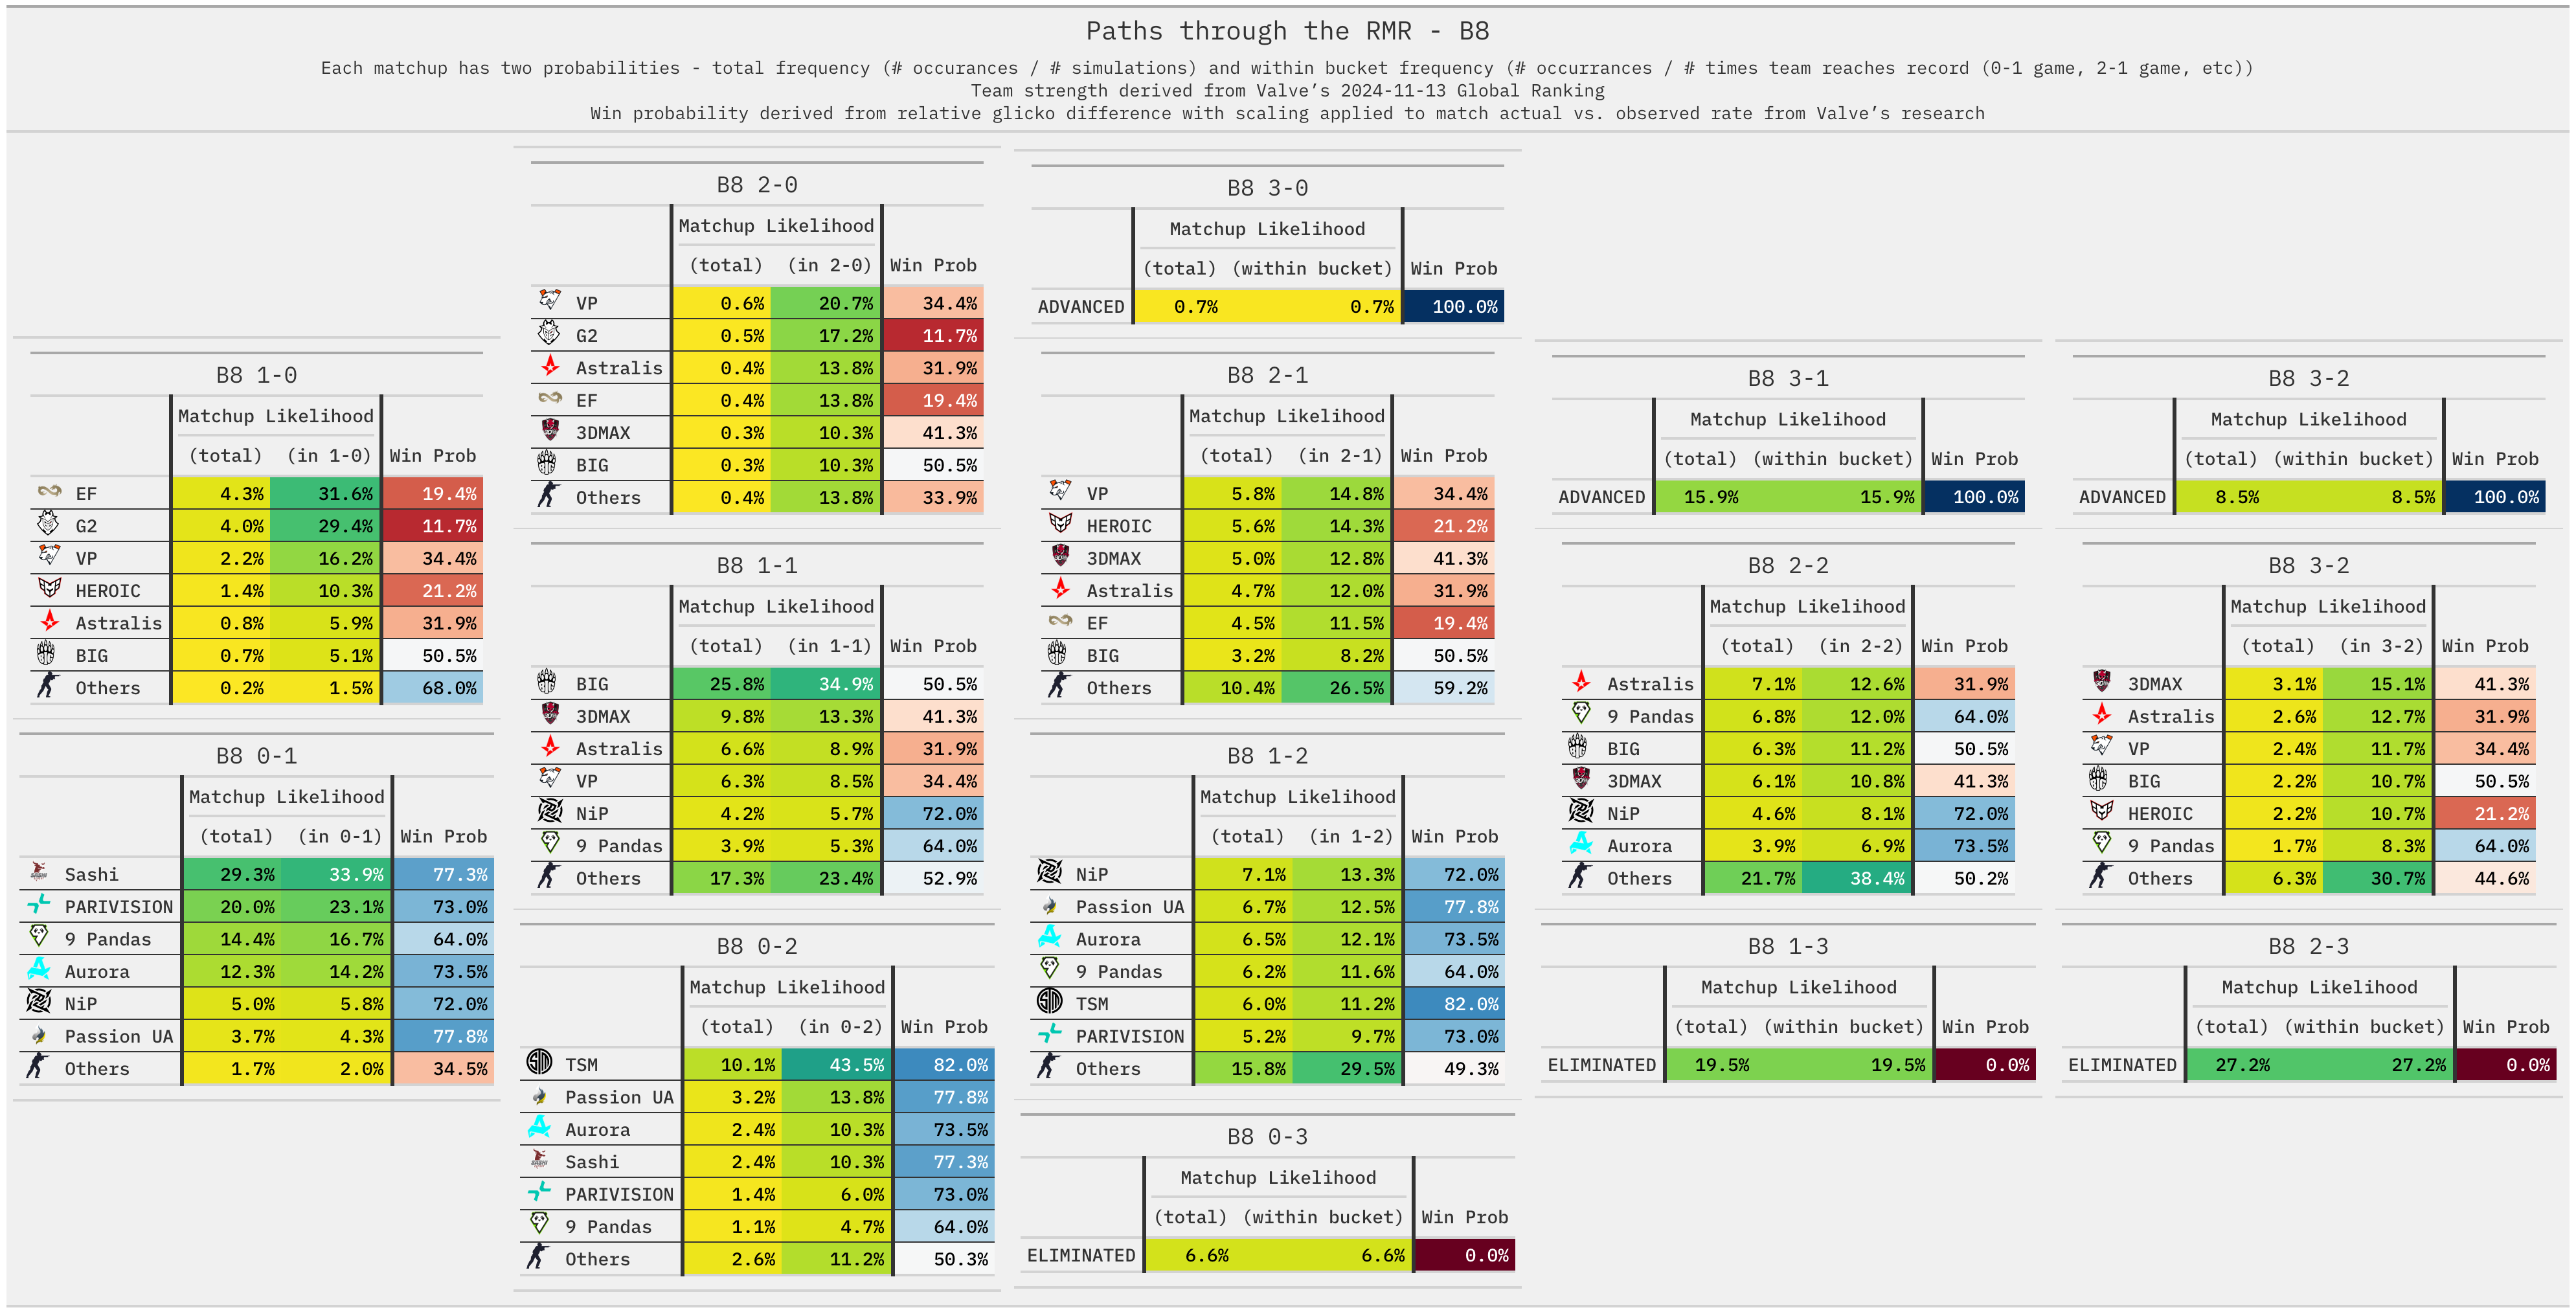 Paths through the RMR - B8
Each matchup has two probabilities - total frequency (# occurances / # simulations) and within bucket frequency (# occurrances / # times team reaches record (0-1 game, 2-1 game, etc))
Team strength derived from Valve's 2024-11-13 Global Ranking
Win probability derived from relative glicko difference with scaling applied to match actual vs. observed rate from Valve's research
B8 1-0
Matchup Likelihood
(total) (in 1-0) Win Prob
EF 4.3% 31.6% 19.4%
G2 4.0% 29.4% 11.7%
VP 2.2% 16.2% 34.4%
HEROIC 1.4% 10.3% 21.2%
Astralis 0.8% 5.9% 31.9%
BIG 0.7% 5.1% 50.5%
Others 0.2% 1.5% 68.0%
B8 0-1
Matchup Likelihood
(total) (in 0-1) Win Prob
Sashi 29.3% 33.9% 77.3%
PARIVISION 20.0% 23.1% 73.0%
9 Pandas 14.4% 16.7% 64.0%
Aurora 12.3% 14.2% 73.5%
NiP 5.0% 5.8% 72.0%
Passion UA 3.7% 4.3% 77.8%
Others 1.7% 2.0% 34.5%
B8 2-0
Matchup Likelihood
(total) (in 2-0) Win Prob
VP 0.6% 20.7% 34.4%
G2 0.5% 17.2% 11.7%
Astralis 0.4% 13.8% 31.9%
EF 0.4% 13.8% 19.4%
3DMAX 0.3% 10.3% 41.3%
BIG 0.3% 10.3% 50.5%
Others 0.4% 13.8% 33.9%
B8 1-1
Matchup Likelihood
(total) (in 1-1) Win Prob
BIG 25.8% 34.9% 50.5%
3DMAX 9.8% 13.3% 41.3%
Astralis 6.6% 8.9% 31.9%
VP 6.3% 8.5% 34.4%
NiP 4.2% 5.7% 72.0%
9 Pandas 3.9% 5.3% 64.0%
Others 17.3% 23.4% 52.9%
B8 0-2
Matchup Likelihood
(total) (in 0-2) Win Prob
TSM 10.1% 43.5% 82.0%
Passion UA 3.2% 13.8% 77.8%
Aurora 2.4% 10.3% 73.5%
Sashi 2.4% 10.3% 77.3%
PARIVISION 1.4% 6.0% 73.0%
9 Pandas 1.1% 4.7% 64.0%
Others 2.6% 11.2% 50.3%
B8 3-0
Matchup Likelihood
(total) (within bucket) Win Prob
ADVANCED 0.7% 0.7% 100.0%
B8 2-1
Matchup Likelihood
(total) (in 2-1) Win Prob
VP 5.8% 14.8% 34.4%
HEROIC 5.6% 14.3% 21.2%
3DMAX 5.0% 12.8% 41.3%
Astralis 4.7% 12.0% 31.9%
EF 4.5% 11.5% 19.4%
BIG 3.2% 8.2% 50.5%
Others 10.4% 26.5% 59.2%
B8 1-2
Matchup Likelihood
(total) (in 1-2) Win Prob
NiP 7.1% 13.3% 72.0%
Passion UA 6.7% 12.5% 77.8%
Aurora 6.5% 12.1% 73.5%
9 Pandas 6.2% 11.6% 64.0%
TSM 6.0% 11.2% 82.0%
PARIVISION 5.2% 9.7% 73.0%
Others 15.8% 29.5% 49.3%
B8 0-3
Matchup Likelihood
(total) (within bucket) Win Prob
ELIMINATED 6.6% 6.6% 0.0%
B8 3-1
Matchup Likelihood
(total) (within bucket) Win Prob
ADVANCED 15.9% 15.9% 100.0%
B8 2-2
Matchup Likelihood
(total) (in 2-2) Win Prob
Astralis 7.1% 12.6% 31.9%
9 Pandas 6.8% 12.0% 64.0%
BIG 6.3% 11.2% 50.5%
3DMAX 6.1% 10.8% 41.3%
NiP 4.6% 8.1% 72.0%
Aurora 3.9% 6.9% 73.5%
Others 21.7% 38.4% 50.2%
B8 1-3
Matchup Likelihood
(total) (within bucket) Win Prob
ELIMINATED 19.5% 19.5% 0.0%
B8 3-2
Matchup Likelihood
(total) (within bucket) Win Prob
ADVANCED 8.5% 8.5% 100.0%
B8 3-2
Matchup Likelihood
(total) (in 3-2) Win Prob
3DMAX 3.1% 15.1% 41.3%
Astralis 2.6% 12.7% 31.9%
VP 2.4% 11.7% 34.4%
BIG 2.2% 10.7% 50.5%
HEROIC 2.2% 10.7% 21.2%
9 Pandas 1.7% 8.3% 64.0%
Others 6.3% 30.7% 44.6%
B8 2-3
Matchup Likelihood
(total) (within bucket) Win Prob
ELIMINATED 27.2% 27.2% 0.0%